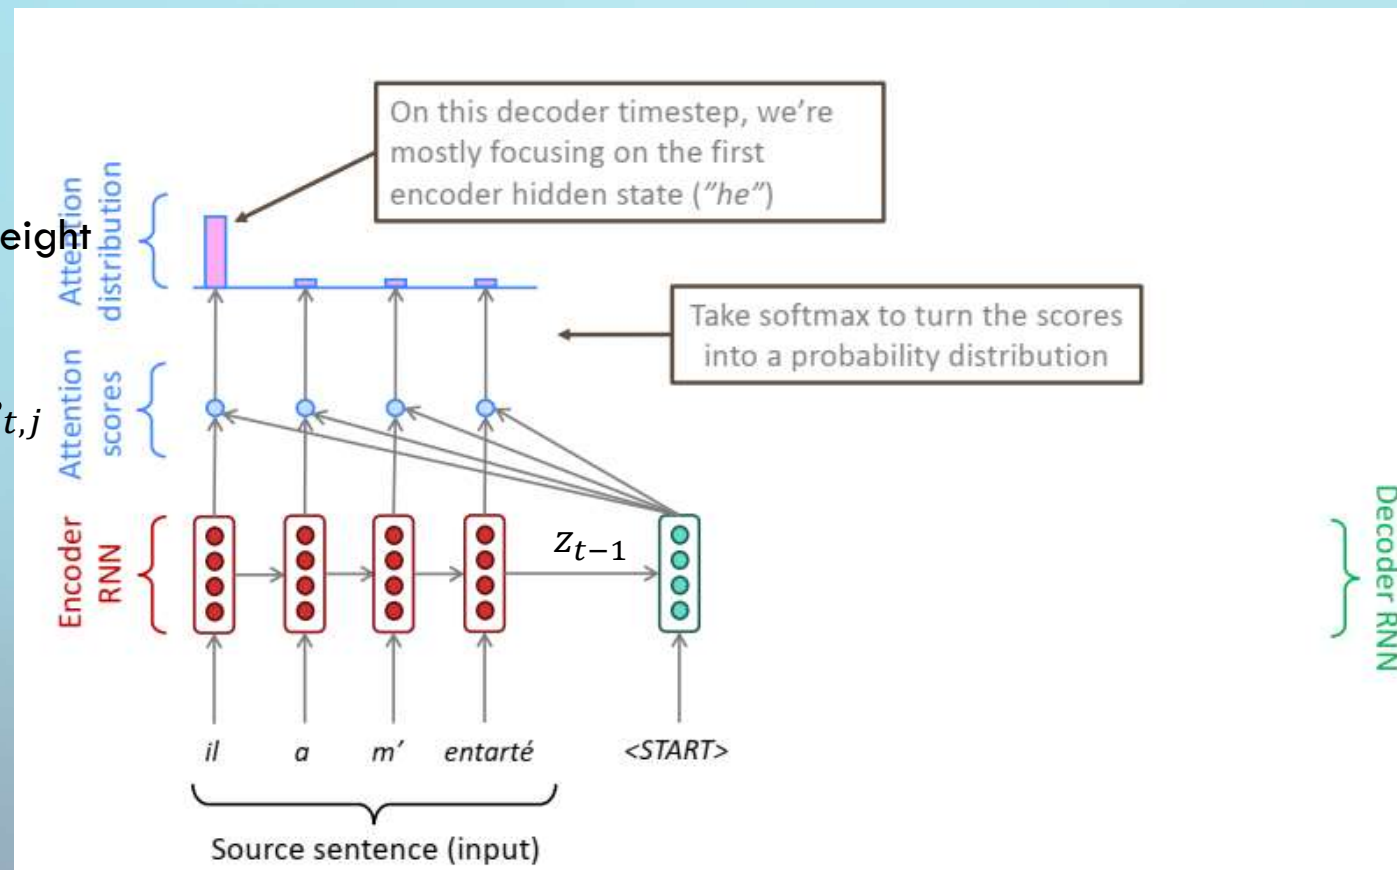 On this decoder timestep, we're
mostly focusing on the first
encoder hidden state ("he")
Attention
distribution
eight
Take softmax to turn the scores
into a probability distribution
Attention
scores
t,j
Encoder
RNN
z_{t-1}
Decoder RNN
il a m' entarté <START>
Source sentence (input)